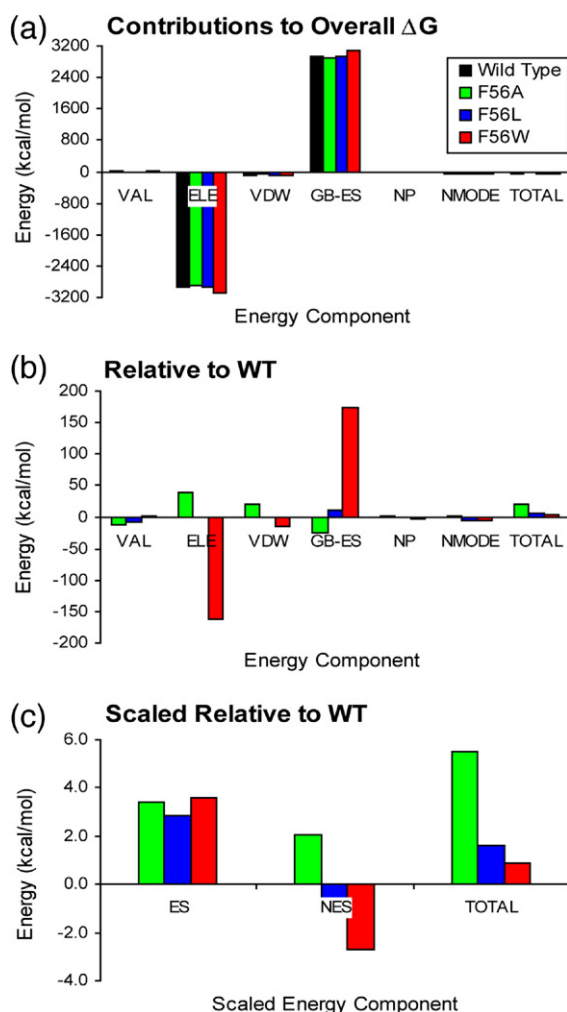 (a) Contributions to Overall ΔG
3200
2400
1600
800
0
-800
-1600
-2400
-3200
Energy (kcal/mol)
Wild Type
F56A
F56L
F56W
VAL ELE VDW GB-ES NP NMODE TOTAL
Energy Component
(b) Relative to WT
200
150
100
50
0
-50
-100
-150
-200
Energy (kcal/mol)
VAL ELE VDW GB-ES NP NMODE TOTAL
Energy Component
(c) Scaled Relative to WT
6.0
4.0
2.0
0.0
-2.0
-4.0
Energy (kcal/mol)
ES NES TOTAL
Scaled Energy Component